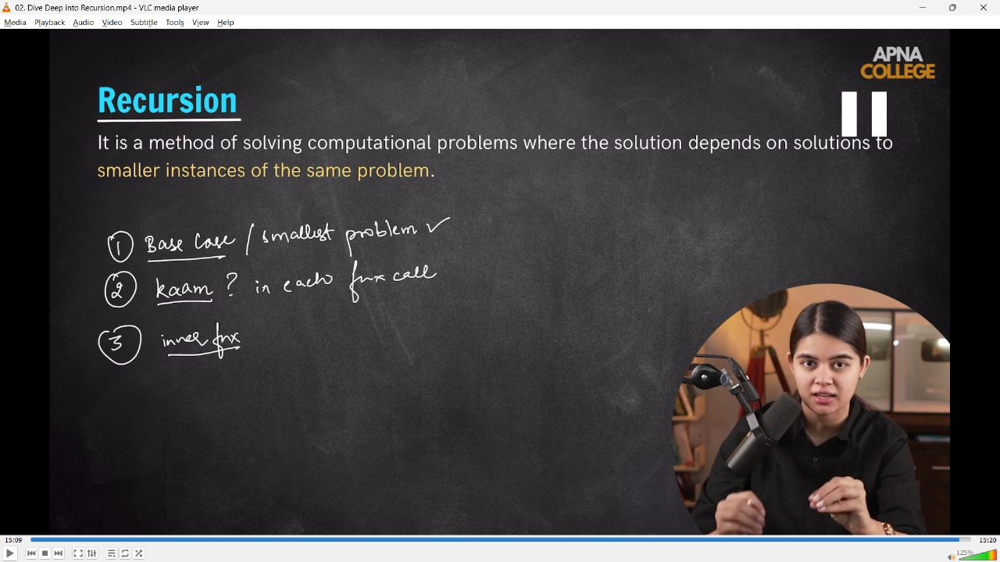 02. Dive Deep into Recursion.mp4 - VLC media player
Media Playback Audio Video Subtitle Tools View Help
APNA
COLLEGE
Recursion
It is a method of solving computational problems where the solution depends on solutions to
smaller instances of the same problem.
1 Base Case / smallest problem ✓
2 kaam ? in each fnx call
3 inner fnx
15:09
15:20
125%